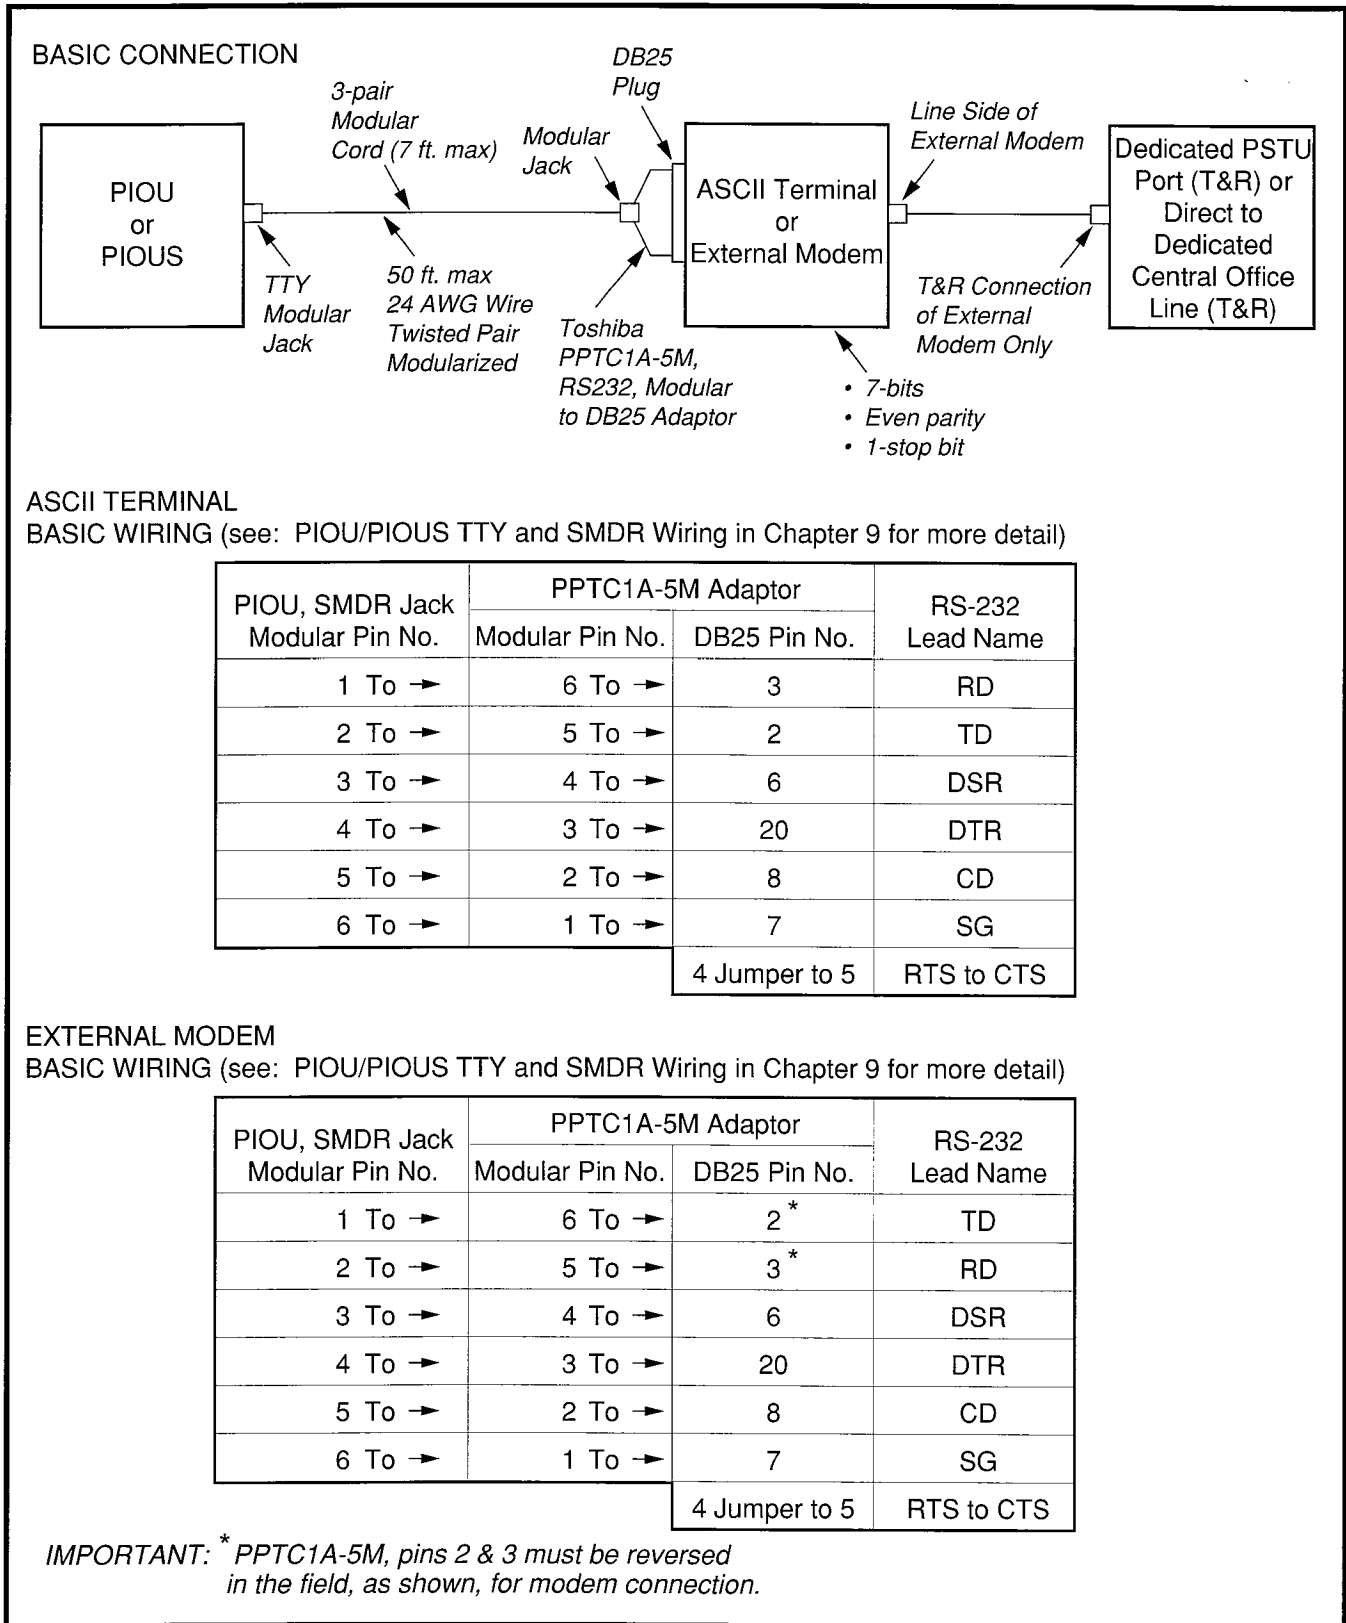 BASIC CONNECTION
DB25
Plug
3-pair
Modular
Cord (7 ft. max)
Modular
Jack
Line Side of
External Modem
PIOU
or
PIOUS
ASCII Terminal
or
External Modem
Dedicated PSTU
Port (T&R) or
Direct to
Dedicated
Central Office
Line (T&R)
TTY
Modular
Jack
50 ft. max
24 AWG Wire
Twisted Pair
Modularized
Toshiba
PPTC1A-5M,
RS232, Modular
to DB25 Adaptor
T&R Connection
of External
Modem Only
• 7-bits
• Even parity
• 1-stop bit
ASCII TERMINAL
BASIC WIRING (see: PIOU/PIOUS TTY and SMDR Wiring in Chapter 9 for more detail)
PIOU, SMDR Jack
Modular Pin No.
PPTC1A-5M Adaptor
Modular Pin No. DB25 Pin No.
RS-232
Lead Name
1 To → 6 To → 3 RD
2 To → 5 To → 2 TD
3 To → 4 To → 6 DSR
4 To → 3 To → 20 DTR
5 To → 2 To → 8 CD
6 To → 1 To → 7 SG
4 Jumper to 5 RTS to CTS
EXTERNAL MODEM
BASIC WIRING (see: PIOU/PIOUS TTY and SMDR Wiring in Chapter 9 for more detail)
PIOU, SMDR Jack
Modular Pin No.
PPTC1A-5M Adaptor
Modular Pin No. DB25 Pin No.
RS-232
Lead Name
1 To → 6 To → 2* TD
2 To → 5 To → 3* RD
3 To → 4 To → 6 DSR
4 To → 3 To → 20 DTR
5 To → 2 To → 8 CD
6 To → 1 To → 7 SG
4 Jumper to 5 RTS to CTS
IMPORTANT: * PPTC1A-5M, pins 2 & 3 must be reversed
in the field, as shown, for modem connection.